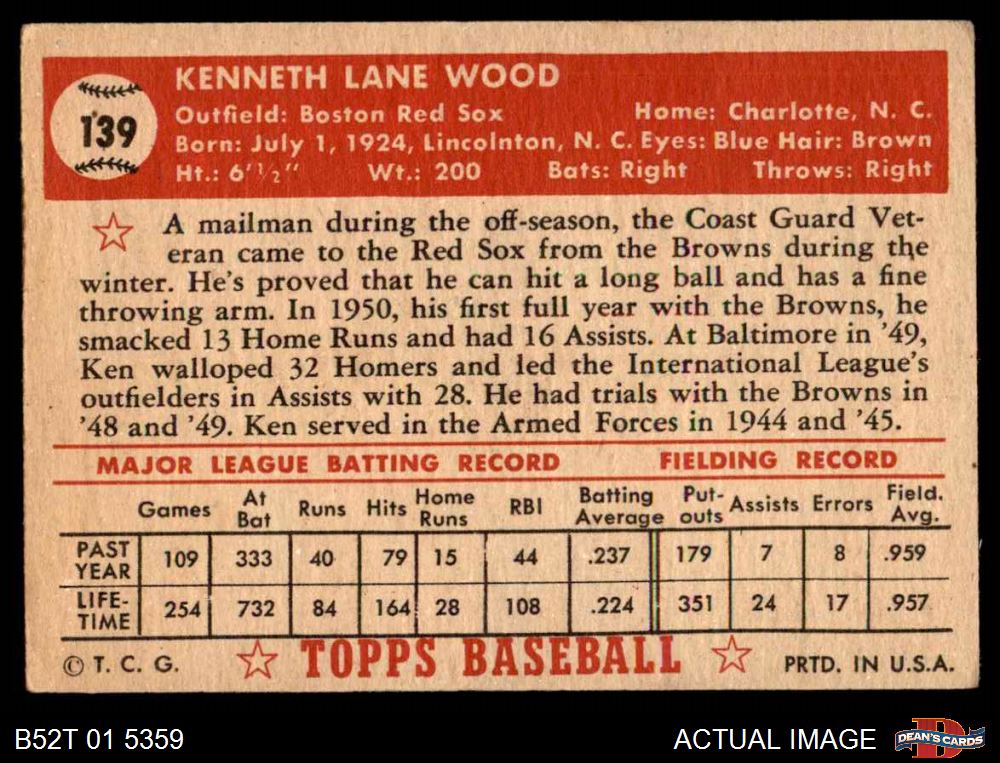 KENNETH LANE WOOD
139
Outfield: Boston Red Sox Home: Charlotte, N. C.
Born: July 1, 1924, Lincolnton, N. C. Eyes: Blue Hair: Brown
Ht.: 6'½" Wt.: 200 Bats: Right Throws: Right
A mailman during the off-season, the Coast Guard Vet-
eran came to the Red Sox from the Browns during the
winter. He's proved that he can hit a long ball and has a fine
throwing arm. In 1950, his first full year with the Browns, he
smacked 13 Home Runs and had 16 Assists. At Baltimore in '49,
Ken walloped 32 Homers and led the International League's
outfielders in Assists with 28. He had trials with the Browns in
'48 and '49. Ken served in the Armed Forces in 1944 and '45.
MAJOR LEAGUE BATTING RECORD FIELDING RECORD
Games At Bat Runs Hits Home Runs RBI Batting Average Put-outs Assists Errors Field. Avg.
PAST YEAR 109 333 40 79 15 44 .237 179 7 8 .959
LIFE-TIME 254 732 84 164 28 108 .224 351 24 17 .957
© T. C. G. TOPPS BASEBALL PRTD. IN U.S.A.
B52T 01 5359 ACTUAL IMAGE DEAN'S CARDS